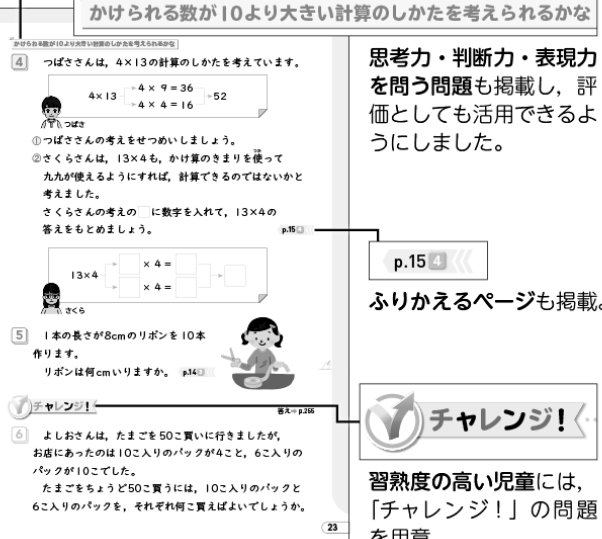 かけられる数が10より大きい計算のしかたを考えられるかな
かけられる数が10より大きい計算のしかたを考えられるかな
4 つばささんは，4×13の計算のしかたを考えています。
4 × 9 = 36
4×13 52
4 × 4 = 16
つばさ
①つばささんの考えをせつめいしましょう。
②さくらさんは，13×4も，かけ算のきまりを使って
つか
九九が使えるようにすれば，計算できるのではないかと
考えました。
さくらさんの考えの□に数字を入れて，13×4の
答えをもとめましょう。 p.15 4
□ × 4 = □
13×4 □
□ × 4 = □
さくら
5 1本の長さが8cmのリボンを10本
作ります。
リボンは何cmいりますか。 p.14
チャレンジ！
答え⇒p.255
6 よしおさんは，たまごを50こ買いに行きましたが，
お店にあったのは10こ入りのパックが4こと，6こ入りの
パックが10こでした。
たまごをちょうど50こ買うには，10こ入りのパックと
6こ入りのパックを，それぞれ何こ買えばよいでしょうか。
23
思考力・判断力・表現力
を問う問題も掲載し，評
価としても活用できるよ
うにしました。
p.15 4
ふりかえるページも掲載。
チャレンジ！
習熟度の高い児童には，
「チャレンジ！」の問題
を用意